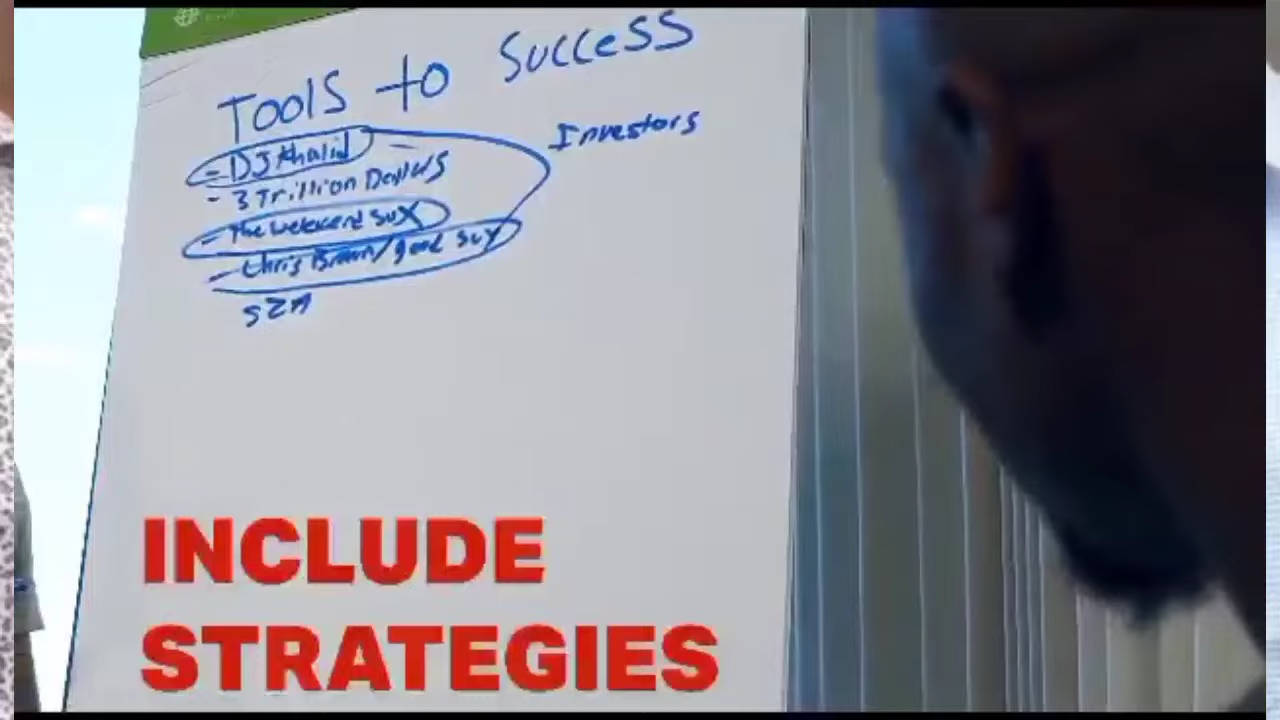 Tools to Success
- DJ Khalid
Investors
- 3 Trillion Dollars
- The weekend sux
- Chris Brown/good guy
SZA
INCLUDE
STRATEGIES